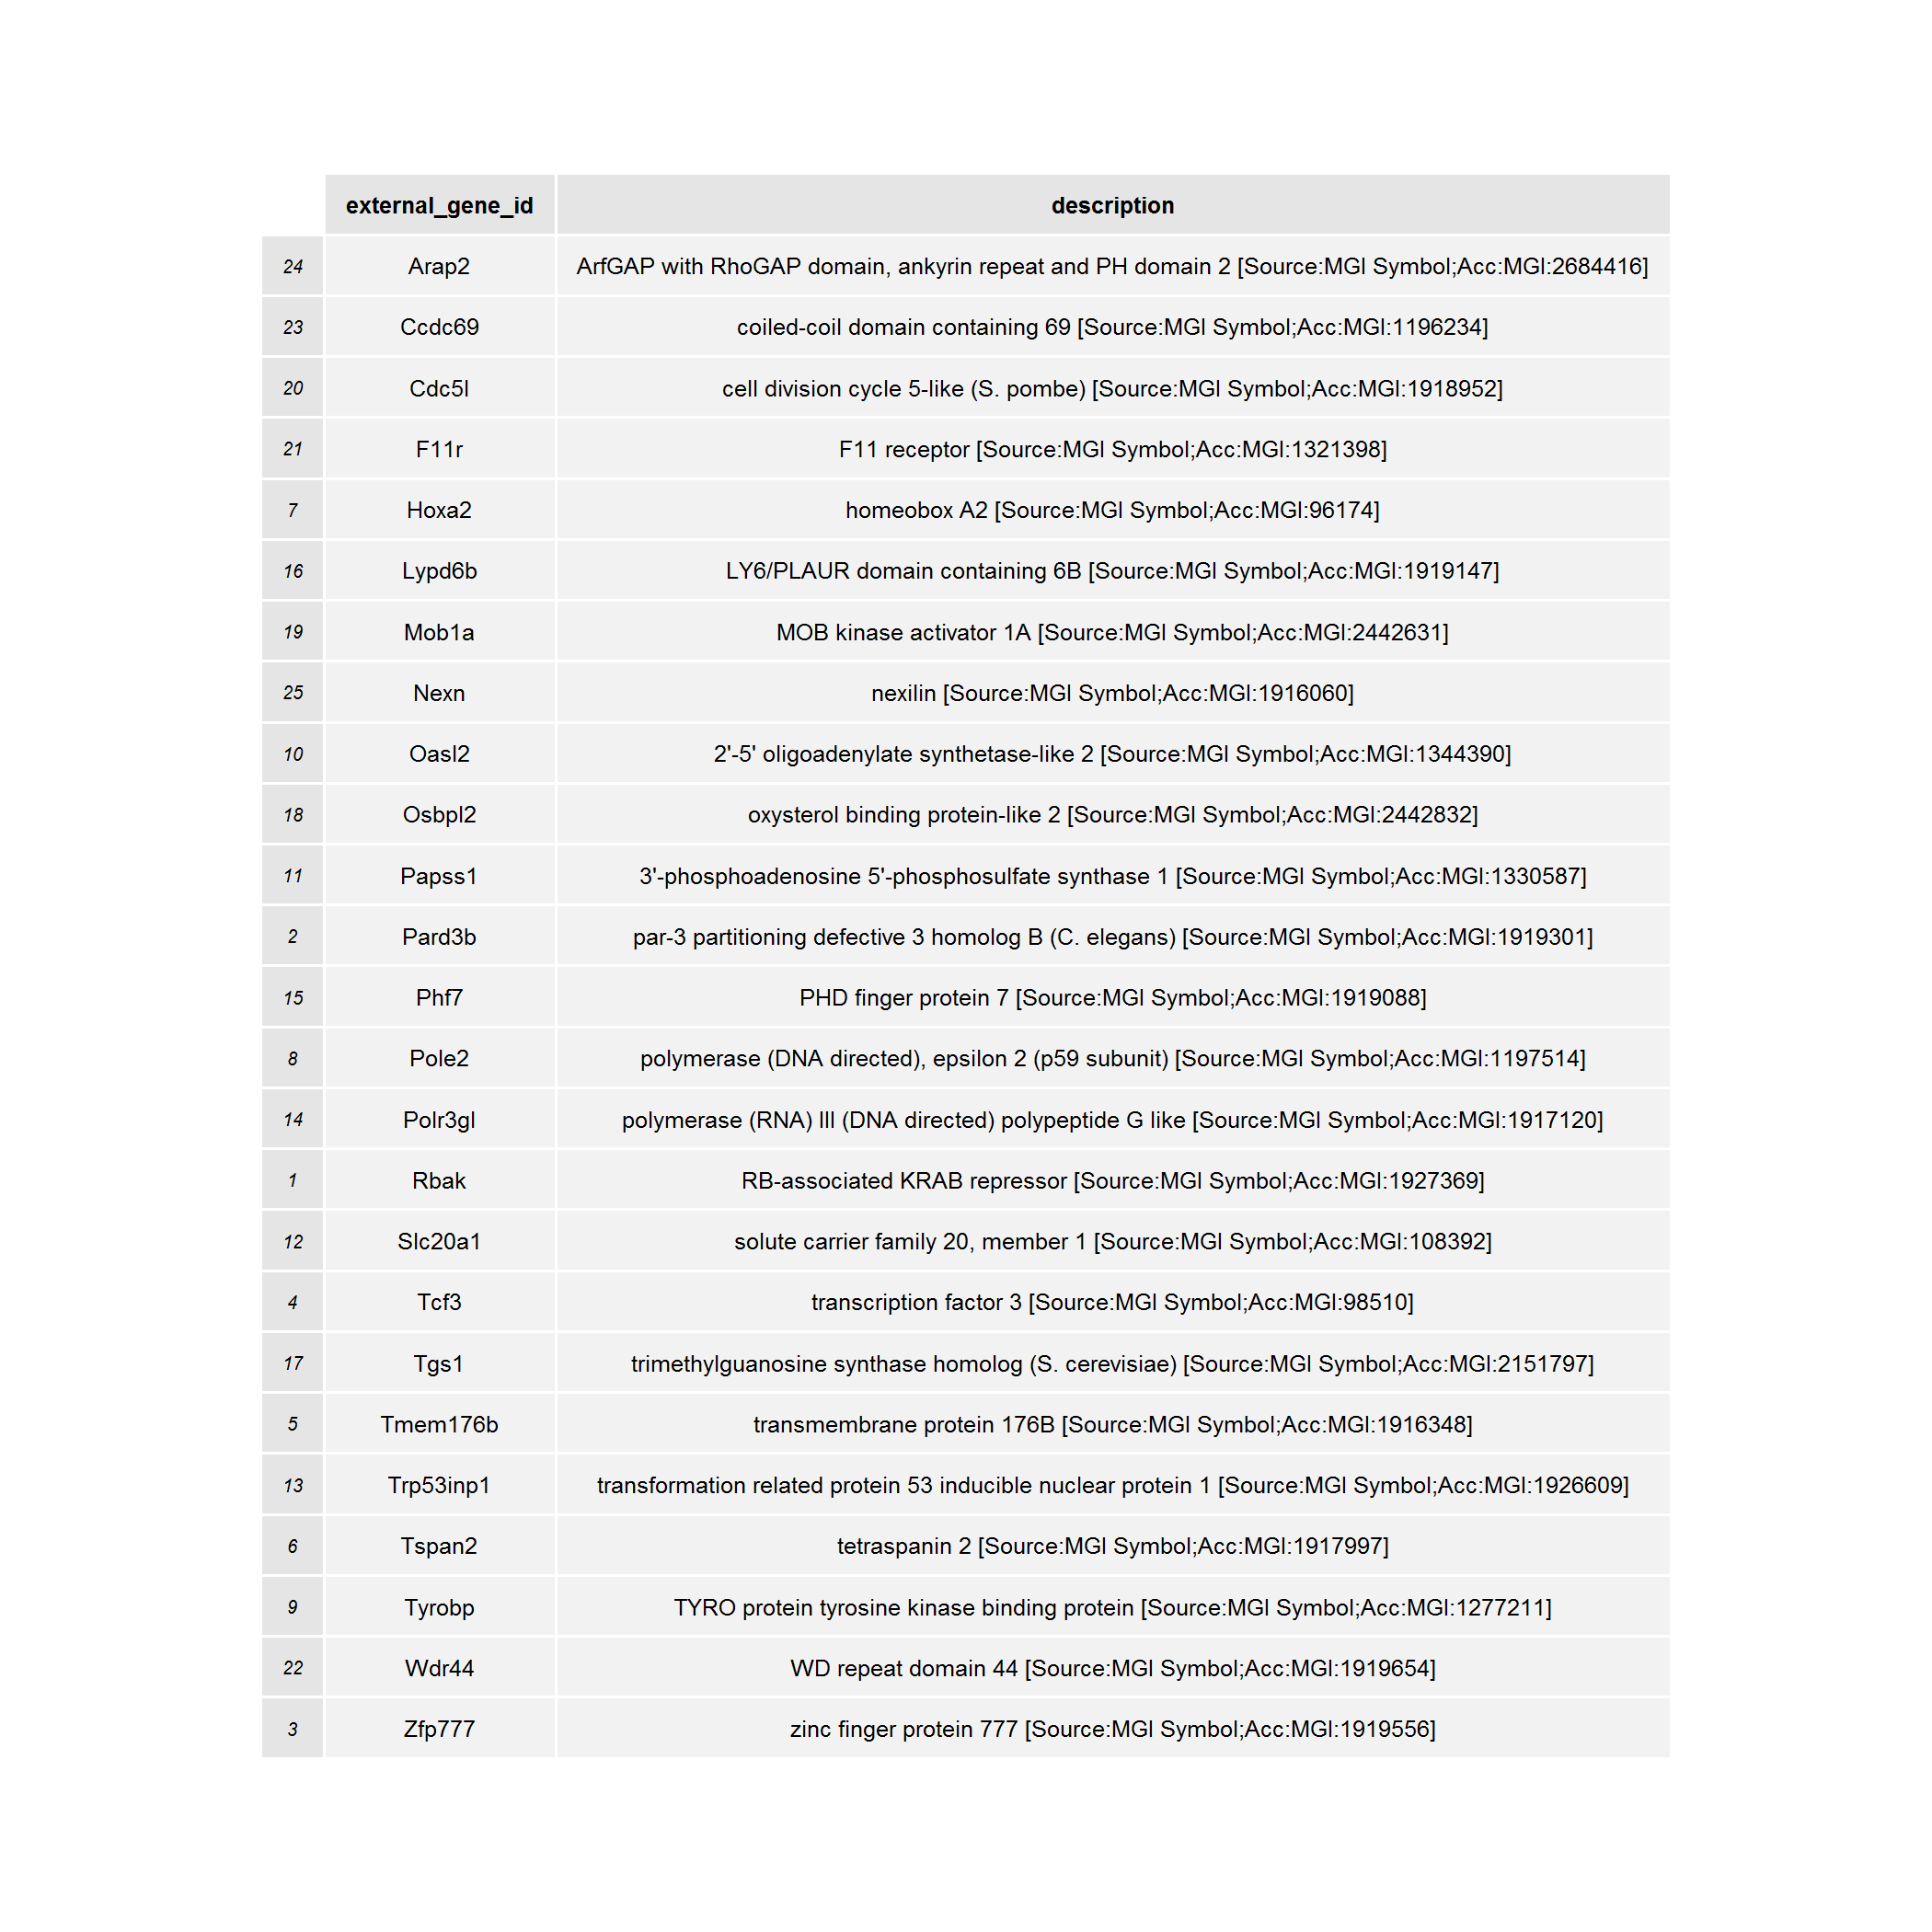 external_gene_id description
24 Arap2 ArfGAP with RhoGAP domain, ankyrin repeat and PH domain 2 [Source:MGI Symbol;Acc:MGI:2684416]
23 Ccdc69 coiled-coil domain containing 69 [Source:MGI Symbol;Acc:MGI:1196234]
20 Cdc5l cell division cycle 5-like (S. pombe) [Source:MGI Symbol;Acc:MGI:1918952]
21 F11r F11 receptor [Source:MGI Symbol;Acc:MGI:1321398]
7 Hoxa2 homeobox A2 [Source:MGI Symbol;Acc:MGI:96174]
16 Lypd6b LY6/PLAUR domain containing 6B [Source:MGI Symbol;Acc:MGI:1919147]
19 Mob1a MOB kinase activator 1A [Source:MGI Symbol;Acc:MGI:2442631]
25 Nexn nexilin [Source:MGI Symbol;Acc:MGI:1916060]
10 Oasl2 2'-5' oligoadenylate synthetase-like 2 [Source:MGI Symbol;Acc:MGI:1344390]
18 Osbpl2 oxysterol binding protein-like 2 [Source:MGI Symbol;Acc:MGI:2442832]
11 Papss1 3'-phosphoadenosine 5'-phosphosulfate synthase 1 [Source:MGI Symbol;Acc:MGI:1330587]
2 Pard3b par-3 partitioning defective 3 homolog B (C. elegans) [Source:MGI Symbol;Acc:MGI:1919301]
15 Phf7 PHD finger protein 7 [Source:MGI Symbol;Acc:MGI:1919088]
8 Pole2 polymerase (DNA directed), epsilon 2 (p59 subunit) [Source:MGI Symbol;Acc:MGI:1197514]
14 Polr3gl polymerase (RNA) III (DNA directed) polypeptide G like [Source:MGI Symbol;Acc:MGI:1917120]
1 Rbak RB-associated KRAB repressor [Source:MGI Symbol;Acc:MGI:1927369]
12 Slc20a1 solute carrier family 20, member 1 [Source:MGI Symbol;Acc:MGI:108392]
4 Tcf3 transcription factor 3 [Source:MGI Symbol;Acc:MGI:98510]
17 Tgs1 trimethylguanosine synthase homolog (S. cerevisiae) [Source:MGI Symbol;Acc:MGI:2151797]
5 Tmem176b transmembrane protein 176B [Source:MGI Symbol;Acc:MGI:1916348]
13 Trp53inp1 transformation related protein 53 inducible nuclear protein 1 [Source:MGI Symbol;Acc:MGI:1926609]
6 Tspan2 tetraspanin 2 [Source:MGI Symbol;Acc:MGI:1917997]
9 Tyrobp TYRO protein tyrosine kinase binding protein [Source:MGI Symbol;Acc:MGI:1277211]
22 Wdr44 WD repeat domain 44 [Source:MGI Symbol;Acc:MGI:1919654]
3 Zfp777 zinc finger protein 777 [Source:MGI Symbol;Acc:MGI:1919556]